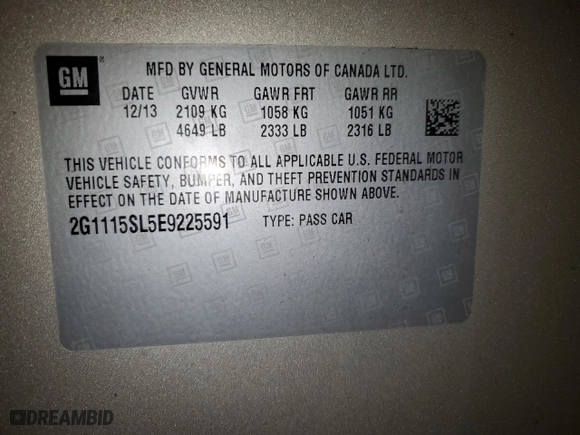 GM
MFD BY GENERAL MOTORS OF CANADA LTD.
DATE GVWR GAWR FRT GAWR RR
12/13 2109 KG 1058 KG 1051 KG
4649 LB 2333 LB 2316 LB
THIS VEHICLE CONFORMS TO ALL APPLICABLE U.S. FEDERAL MOTOR
VEHICLE SAFETY, BUMPER, AND THEFT PREVENTION STANDARDS IN
EFFECT ON THE DATE OF MANUFACTURE SHOWN ABOVE.
2G1115SL5E9225591 TYPE: PASS CAR
DREAMBID